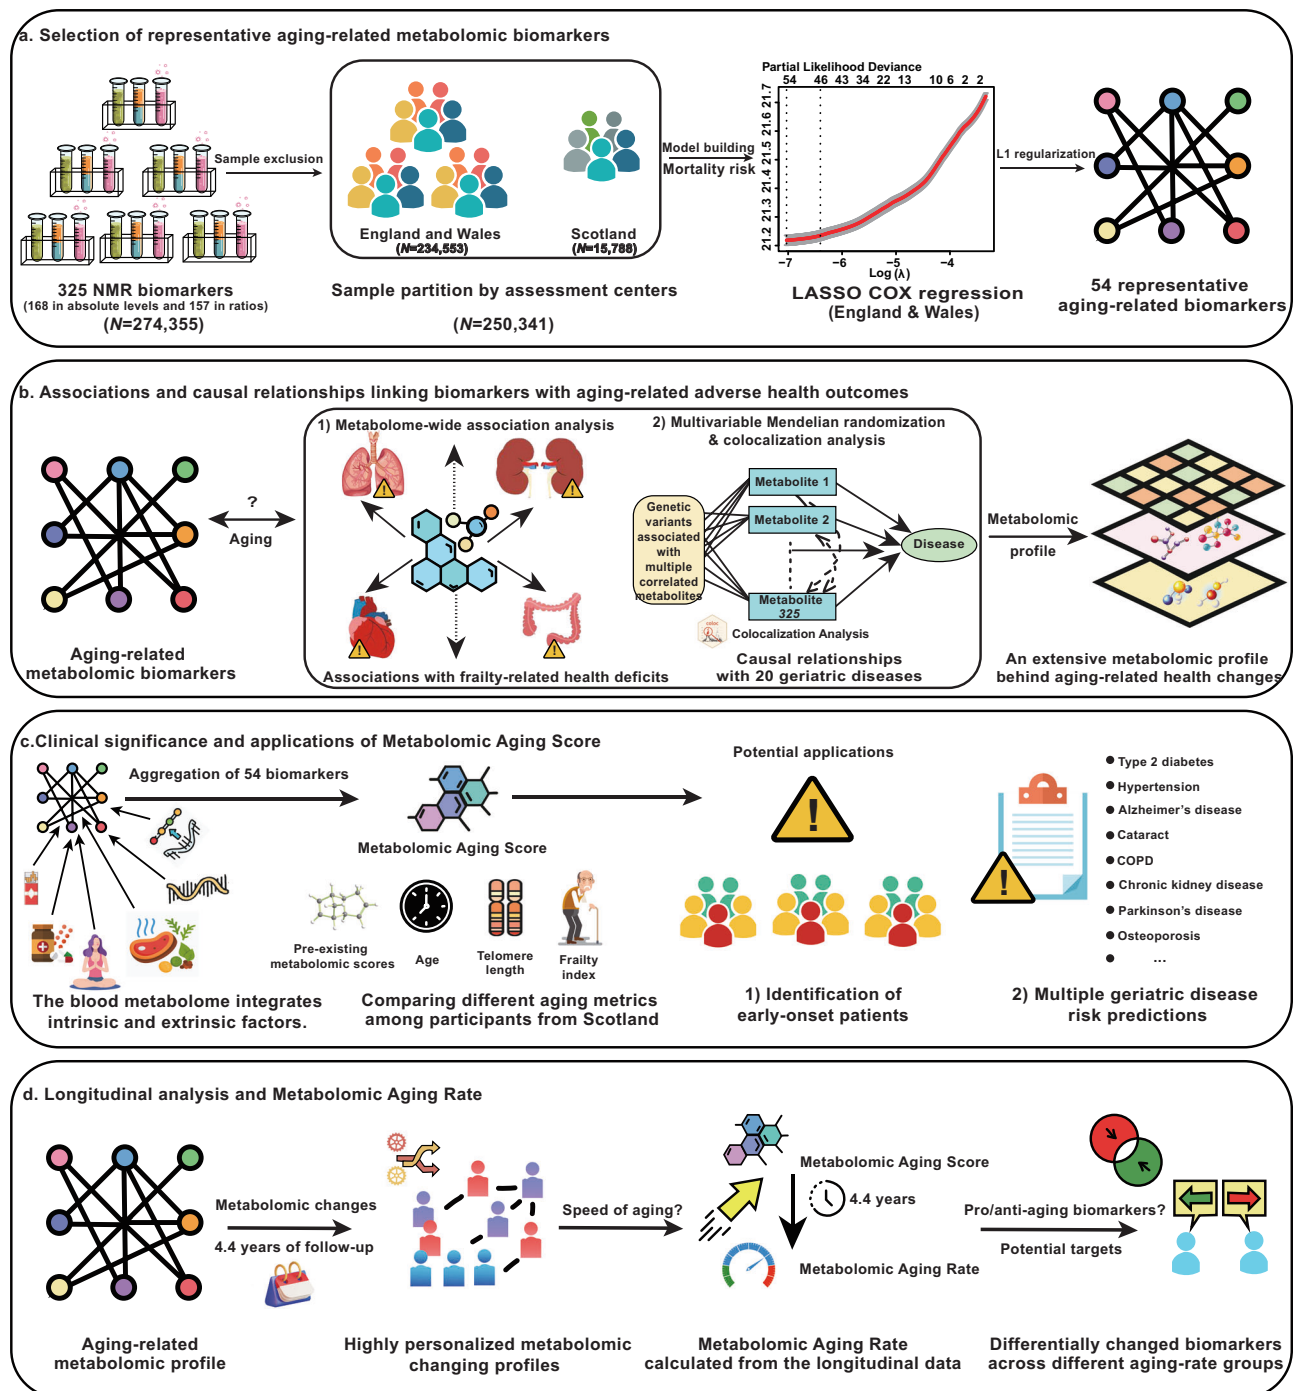 a. Selection of representative aging-related metabolomic biomarkers
Sample exclusion
325 NMR biomarkers
(168 in absolute levels and 157 in ratios)
(N=274,355)
England and Wales
(N=234,553)
Scotland
(N=15,788)
Sample partition by assessment centers
(N=250,341)
Model building
Mortality risk
Partial Likelihood Deviance
54 46 43 34 22 13 10 6 2 2
21.7
21.6
21.5
21.4
21.3
21.2
−7 −6 −5 −4
Log (λ)
LASSO COX regression
(England & Wales)
L1 regularization
54 representative
aging-related biomarkers
b. Associations and causal relationships linking biomarkers with aging-related adverse health outcomes
Aging-related
metabolomic biomarkers
?
Aging
1) Metabolome-wide association analysis
Associations with frailty-related health deficits
2) Multivariable Mendelian randomization
& colocalization analysis
Genetic
variants
associated
with
multiple
correlated
metabolites
Metabolite 1
Metabolite 2
Metabolite
325
Disease
coloc
Colocalization Analysis
Causal relationships
with 20 geriatric diseases
Metabolomic
profile
An extensive metabolomic profile
behind aging-related health changes
c.Clinical significance and applications of Metabolomic Aging Score
Aggregation of 54 biomarkers
The blood metabolome integrates
intrinsic and extrinsic factors.
Metabolomic Aging Score
Pre-existing
metabolomic scores
Age
Telomere
length
Frailty
index
Comparing different aging metrics
among participants from Scotland
Potential applications
1) Identification of
early-onset patients
● Type 2 diabetes
● Hypertension
● Alzheimer's disease
● Cataract
● COPD
● Chronic kidney disease
● Parkinson's disease
● Osteoporosis
● ...
2) Multiple geriatric disease
risk predictions
d. Longitudinal analysis and Metabolomic Aging Rate
Aging-related
metabolomic profile
Metabolomic changes
4.4 years of follow-up
Highly personalized metabolomic
changing profiles
Speed of aging?
Metabolomic Aging Score
4.4 years
Metabolomic Aging Rate
Metabolomic Aging Rate
calculated from the longitudinal data
Pro/anti-aging biomarkers?
Potential targets
Differentially changed biomarkers
across different aging-rate groups